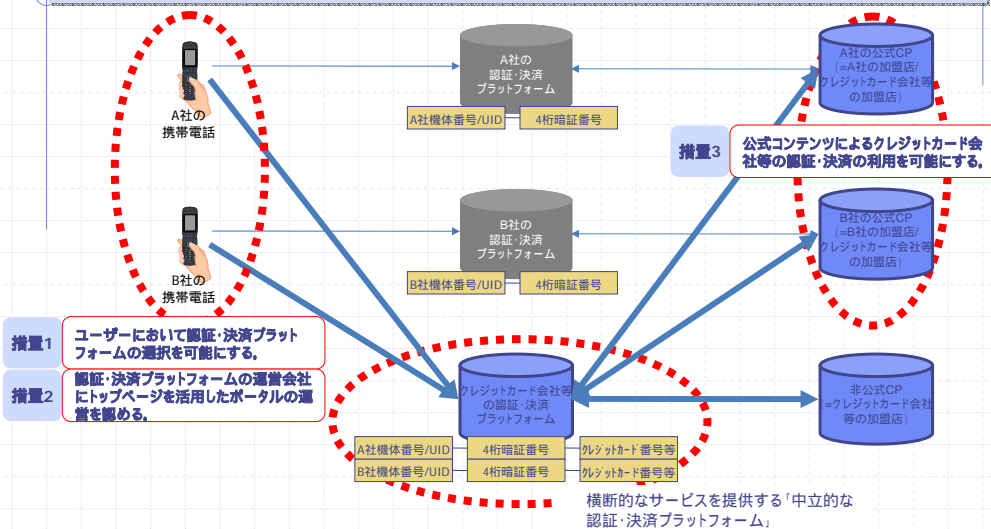 A社の
認証・決済
プラットフォーム
A社の公式CP
(=A社の加盟店/
クレジットカード会社等
の加盟店)
A社の
携帯電話
A社機体番号/UID
4桁暗証番号
措置3
公式コンテンツによるクレジットカード会
社等の認証・決済の利用を可能にする。
B社の
認証・決済
プラットフォーム
B社の公式CP
(=B社の加盟店/
クレジットカード会社等
の加盟店)
B社の
携帯電話
B社機体番号/UID
4桁暗証番号
措置1
ユーザーにおいて認証・決済プラット
フォームの選択を可能にする。
措置2
認証・決済プラットフォームの運営会社
にトップページを活用したポータルの運
営を認める。
クレジットカード会社等
の認証・決済
プラットフォーム
非公式CP
(=クレジットカード会社
等の加盟店)
A社機体番号/UID
4桁暗証番号
クレジットカード番号等
B社機体番号/UID
4桁暗証番号
クレジットカード番号等
横断的なサービスを提供する「中立的な
認証・決済プラットフォーム」